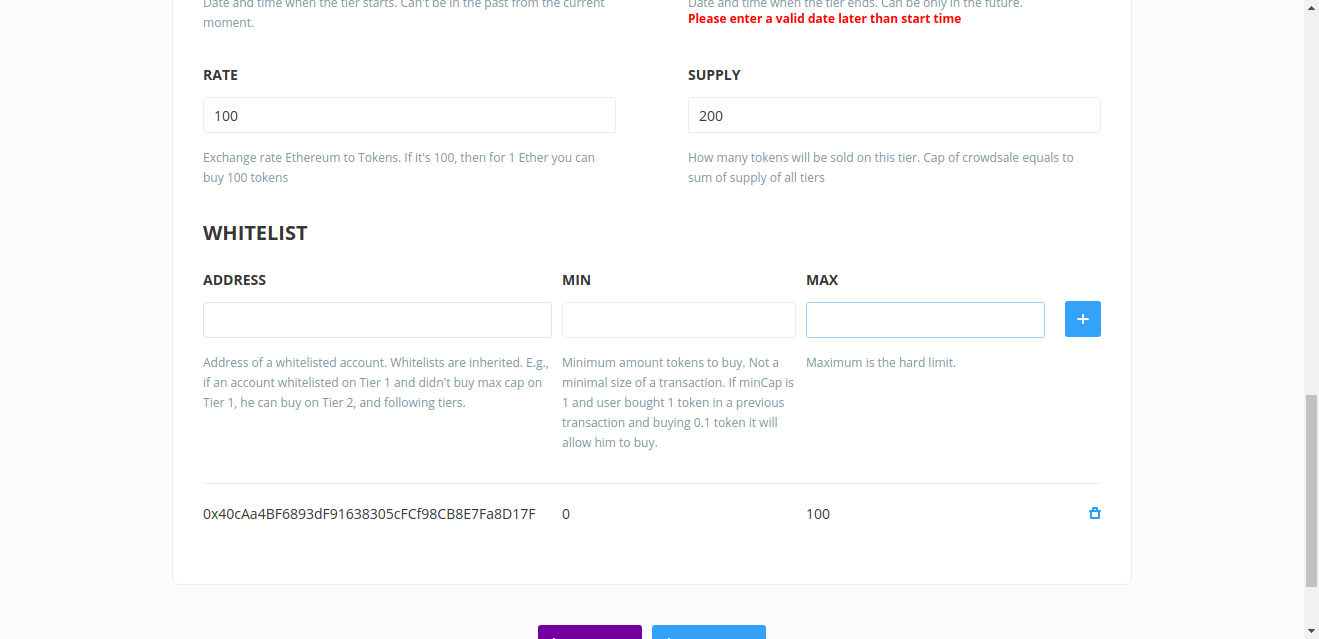 Date and time when the tier starts. Can't be in the past from the current
moment.
Date and time when the tier ends. Can be only in the future.
Please enter a valid date later than start time
RATE
SUPPLY
100
200
Exchange rate Ethereum to Tokens. If it's 100, then for 1 Ether you can
buy 100 tokens
How many tokens will be sold on this tier. Cap of crowdsale equals to
sum of supply of all tiers
WHITELIST
ADDRESS
MIN
MAX
+
Address of a whitelisted account. Whitelists are inherited. E.g.,
if an account whitelisted on Tier 1 and didn't buy max cap on
Tier 1, he can buy on Tier 2, and following tiers.
Minimum amount tokens to buy. Not a
minimal size of a transaction. If minCap is
1 and user bought 1 token in a previous
transaction and buying 0.1 token it will
allow him to buy.
Maximum is the hard limit.
0x40cAa4BF6893dF91638305cFCf98CB8E7Fa8D17F
0
100